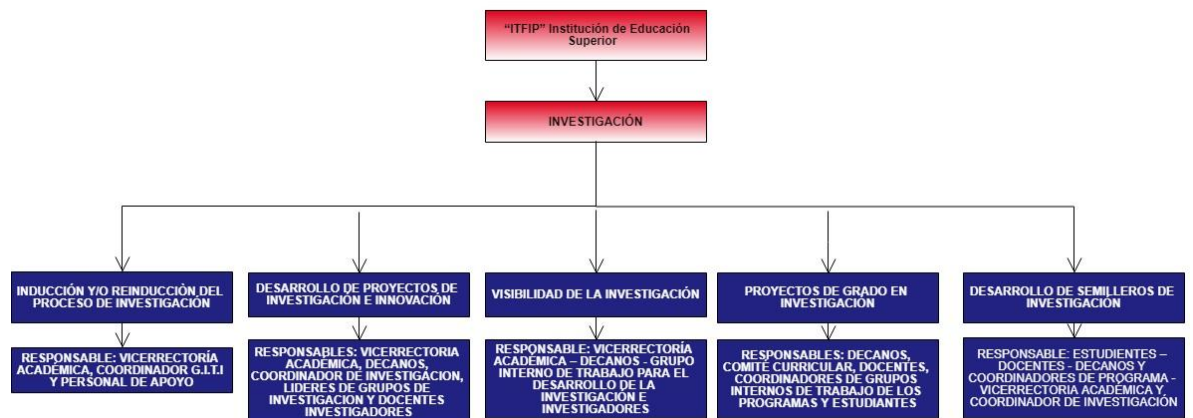 “ITFIP” Institución de Educación
Superior
INVESTIGACIÓN
INDUCCIÓN Y/O REINDUCCIÓN DEL
PROCESO DE INVESTIGACIÓN
DESARROLLO DE PROYECTOS DE
INVESTIGACIÓN E INNOVACIÓN
VISIBILIDAD DE LA INVESTIGACIÓN
PROYECTOS DE GRADO EN
INVESTIGACIÓN
DESARROLLO DE SEMILLEROS DE
INVESTIGACIÓN
RESPONSABLE: VICERRECTORÍA
ACADÉMICA, COORDINADOR G.I.T.I
Y PERSONAL DE APOYO
RESPONSABLES: VICERRECTORIA
ACADÉMICA, DECANOS,
COORDINADOR DE INVESTIGACION,
LIDERES DE GRUPOS DE
INVESTIGACION Y DOCENTES
INVESTIGADORES
RESPONSABLE: VICERRECTORÍA
ACADÉMICA – DECANOS - GRUPO
INTERNO DE TRABAJO PARA EL
DESARROLLO DE LA
INVESTIGACIÓN E
INVESTIGADORES
RESPONSABLES: DECANOS,
COMITÉ CURRICULAR, DOCENTES,
COORDINADORES DE GRUPOS
INTERNOS DE TRABAJO DE LOS
PROGRAMAS Y ESTUDIANTES
RESPONSABLE: ESTUDIANTES –
DOCENTES - DECANOS Y
COORDINADORES DE PROGRAMA -
VICERRECTORIA ACADÉMICA Y
COORDINADOR DE INVESTIGACIÓN